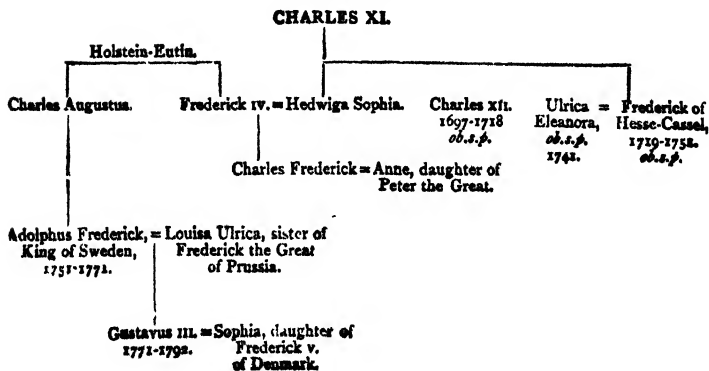 CHARLES XI.
Holstein-Eutin.
Charles Augustus. Frederick IV. = Hedwiga Sophia. Charles XII. Ulrica = Frederick of
1697-1718 Eleanora, Hesse-Cassel,
ob.s.p. ob.s.p. 1719-1751.
1741. ob.s.p.
Charles Frederick = Anne, daughter of
Peter the Great.
Adolphus Frederick, = Louisa Ulrica, sister of
King of Sweden, Frederick the Great
1751-1771. of Prussia.
Gustavus III. = Sophia, daughter of
1771-1792. Frederick V.
of Denmark.